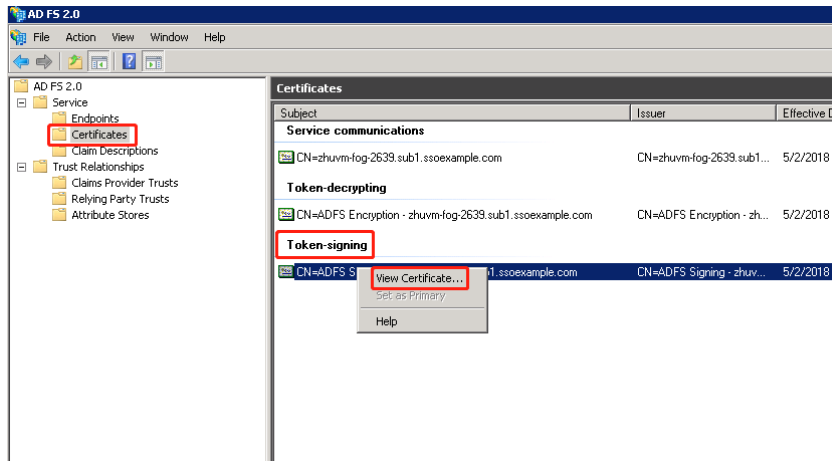 AD FS 2.0
File Action View Window Help
AD FS 2.0
Service
Endpoints
Certificates
Claim Descriptions
Trust Relationships
Claims Provider Trusts
Relying Party Trusts
Attribute Stores
Certificates
Subject Issuer Effective D
Service communications
CN=zhuvm-fog-2639.sub1.ssoexample.com CN=zhuvm-fog-2639.sub1... 5/2/2018
Token-decrypting
CN=ADFS Encryption - zhuvm-fog-2639.sub1.ssoexample.com CN=ADFS Encryption - zh... 5/2/2018
Token-signing
CN=ADFS S 1.ssoexample.com CN=ADFS Signing - zhuv... 5/2/2018
View Certificate...
Set as Primary
Help